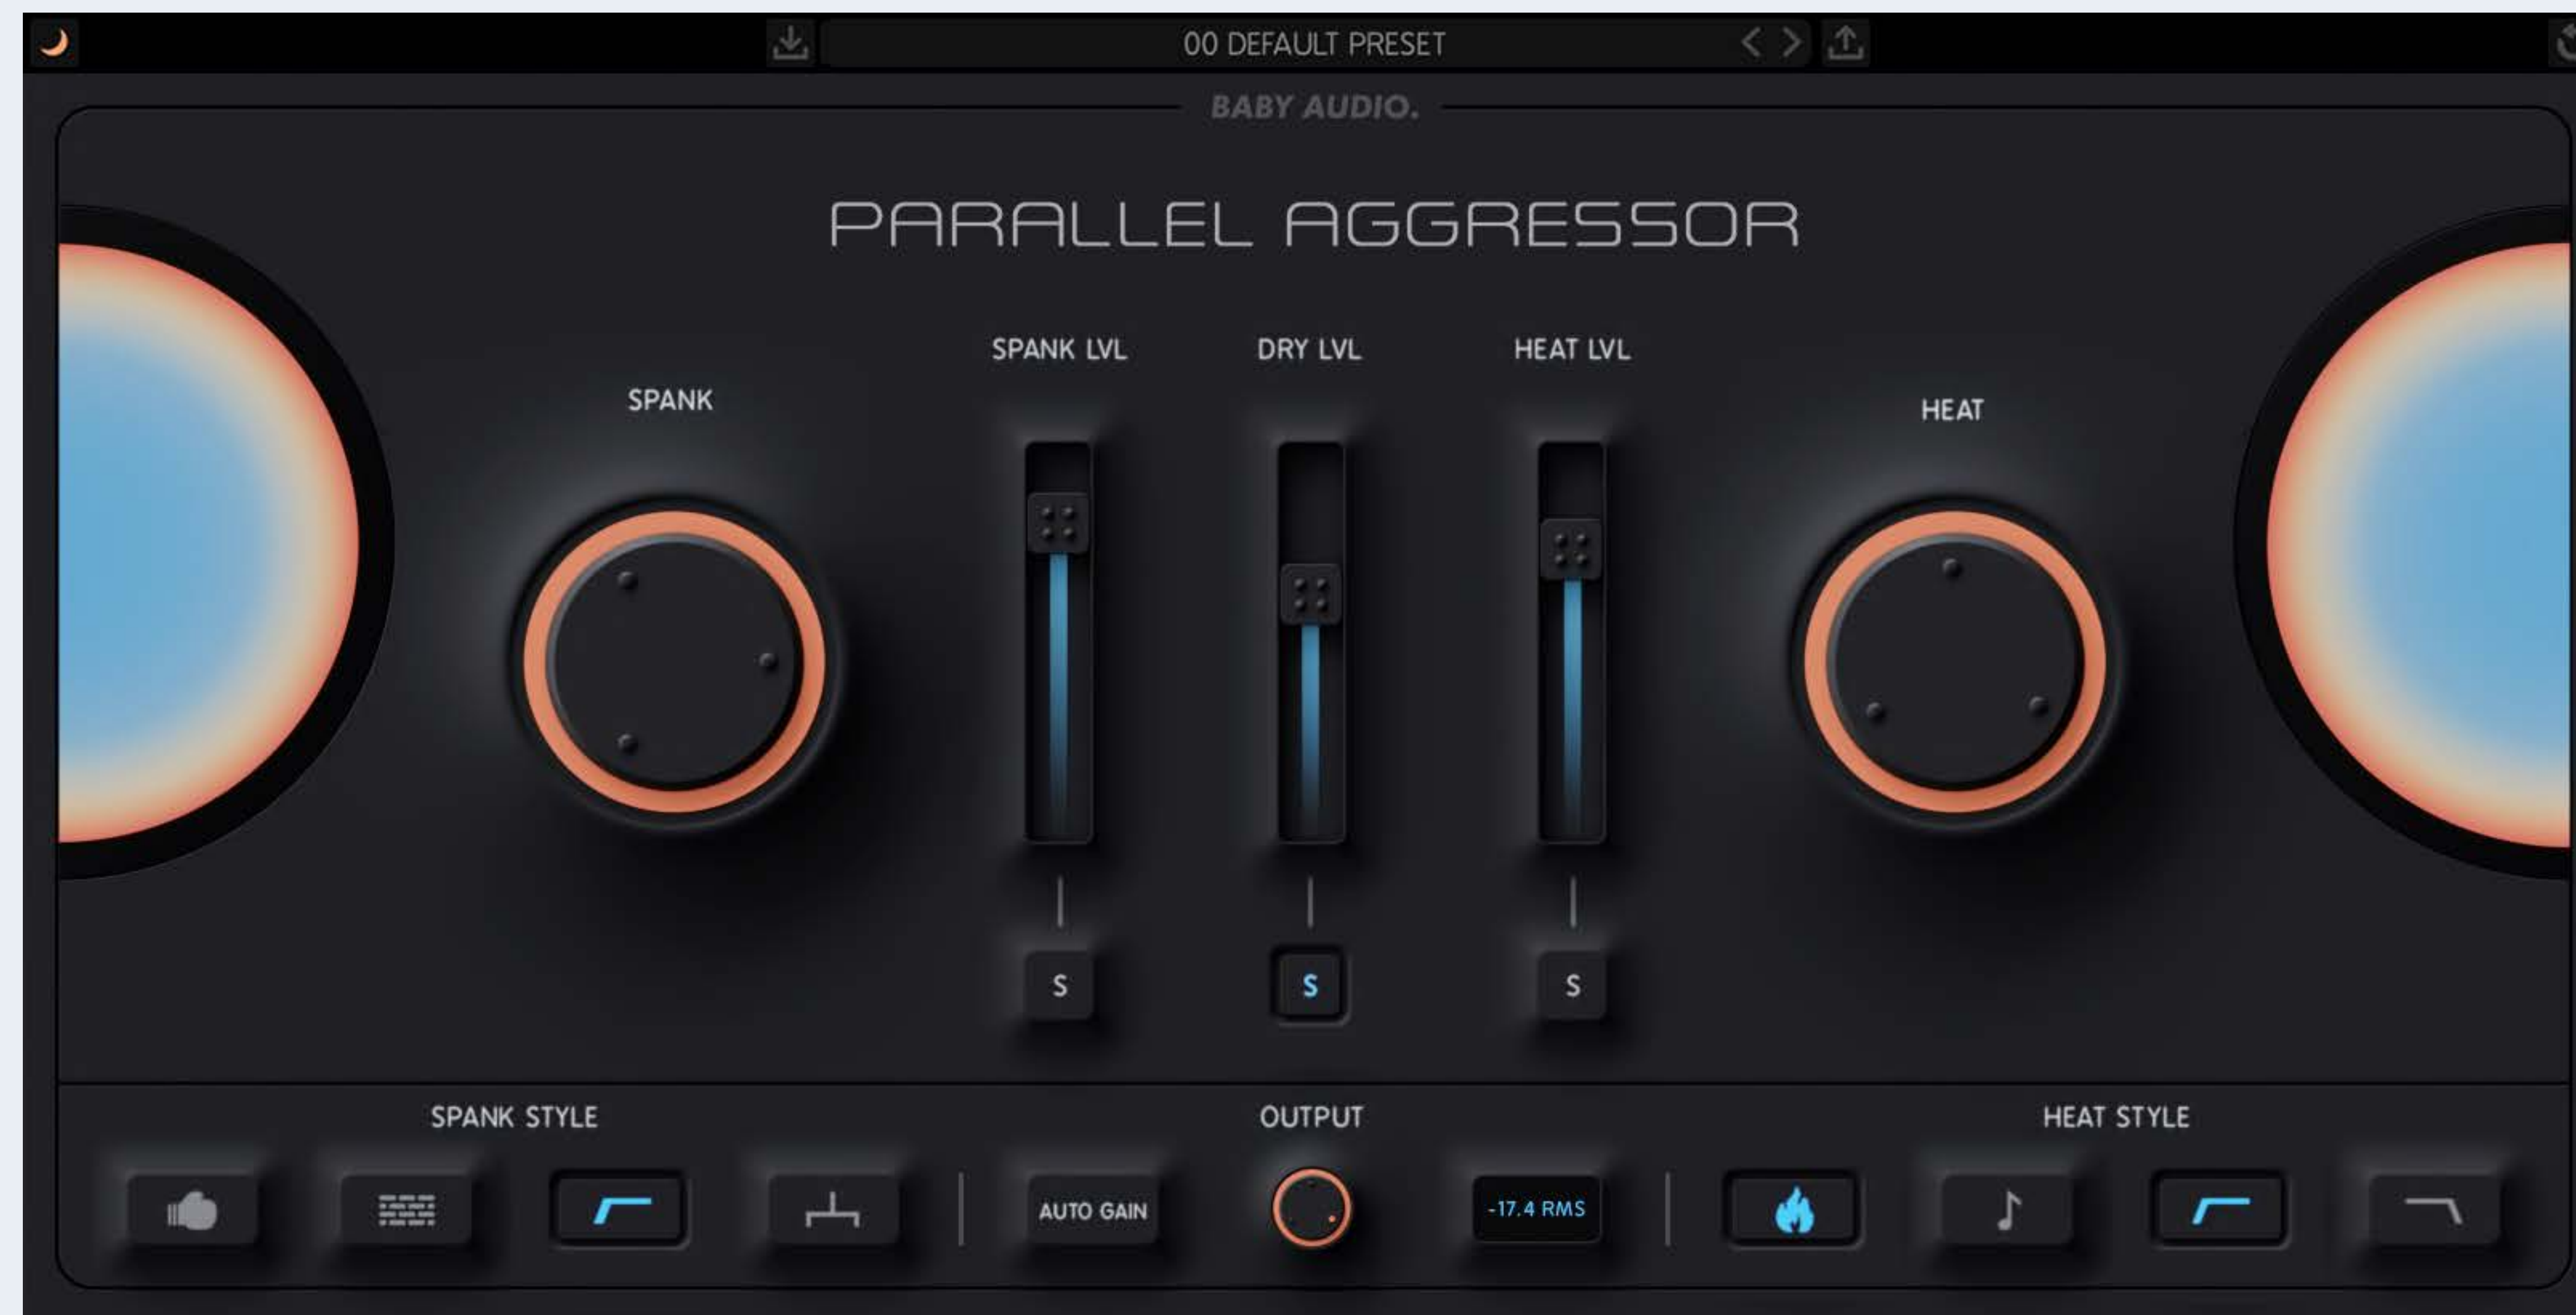 00 DEFAULT PRESET
BABY AUDIO.
PARALLEL AGGRESSOR
SPANK LVL
DRY LVL
HEAT LVL
SPANK
HEAT
S
S
S
SPANK STYLE
OUTPUT
HEAT STYLE
AUTO GAIN
-17.4 RMS